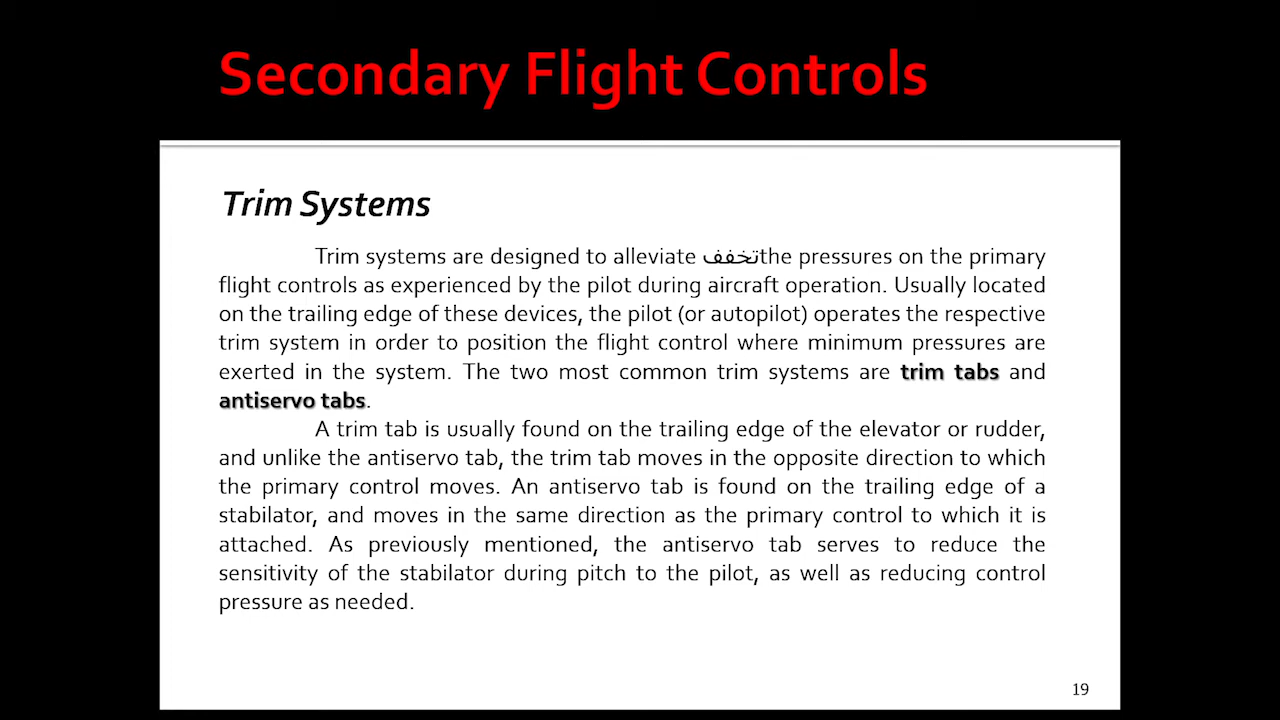 Secondary Flight Controls
Trim Systems
Trim systems are designed to alleviate تخفف the pressures on the primary
flight controls as experienced by the pilot during aircraft operation. Usually located
on the trailing edge of these devices, the pilot (or autopilot) operates the respective
trim system in order to position the flight control where minimum pressures are
exerted in the system. The two most common trim systems are trim tabs and
antiservo tabs.
A trim tab is usually found on the trailing edge of the elevator or rudder,
and unlike the antiservo tab, the trim tab moves in the opposite direction to which
the primary control moves. An antiservo tab is found on the trailing edge of a
stabilator, and moves in the same direction as the primary control to which it is
attached. As previously mentioned, the antiservo tab serves to reduce the
sensitivity of the stabilator during pitch to the pilot, as well as reducing control
pressure as needed.
19